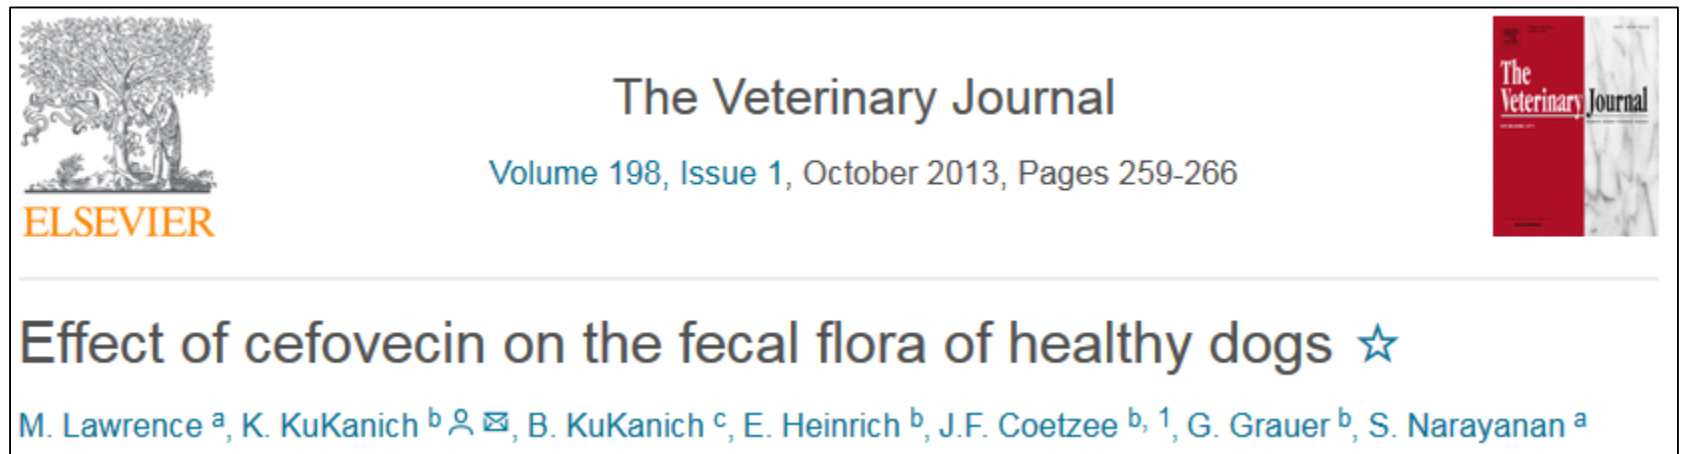 The Veterinary Journal
Volume 198, Issue 1, October 2013, Pages 259-266
ELSEVIER
The
Veterinary Journal
Effect of cefovecin on the fecal flora of healthy dogs
M. Lawrence a, K. KuKanich b, B. KuKanich c, E. Heinrich b, J.F. Coetzee b, 1, G. Grauer b, S. Narayanan a